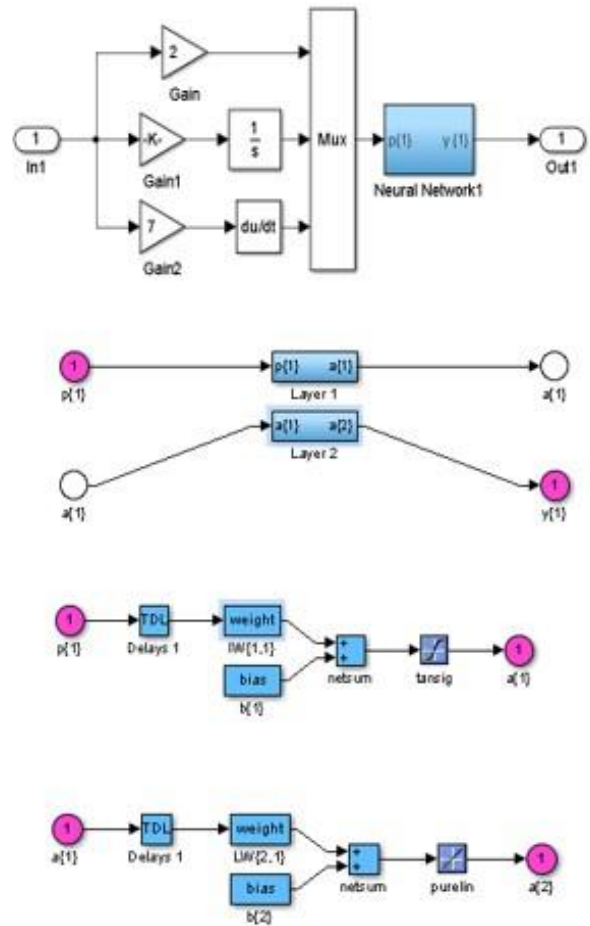 2
Gain
1
In1
-K-
Gain1
1
s
Mux
p{1} y{1}
Neural Network1
1
Out1
7
Gain2
du/dt
1
p{1}
p{1} a{1}
Layer 1
a{1}
a{1} a{2}
Layer 2
a{1}
1
y{1}
1
p{1}
TDL
Delays 1
weight
IW{1,1}
bias
b{1}
+
+
netsum
tansig
1
a{1}
1
a{1}
TDL
Delays 1
weight
LW{2,1}
bias
b{2}
+
+
netsum
purelin
1
a{2}